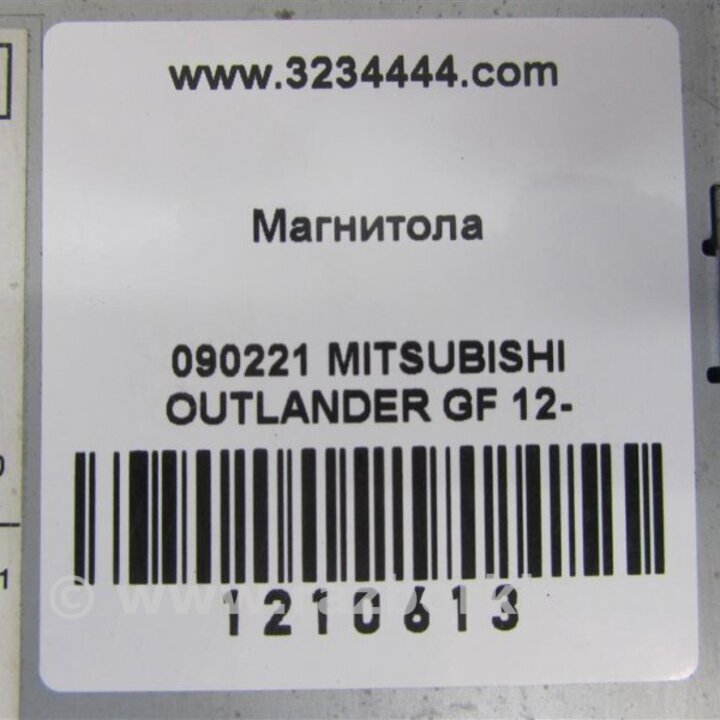 www.3234444.com
Магнитола
090221 MITSUBISHI
OUTLANDER GF 12-
1210613